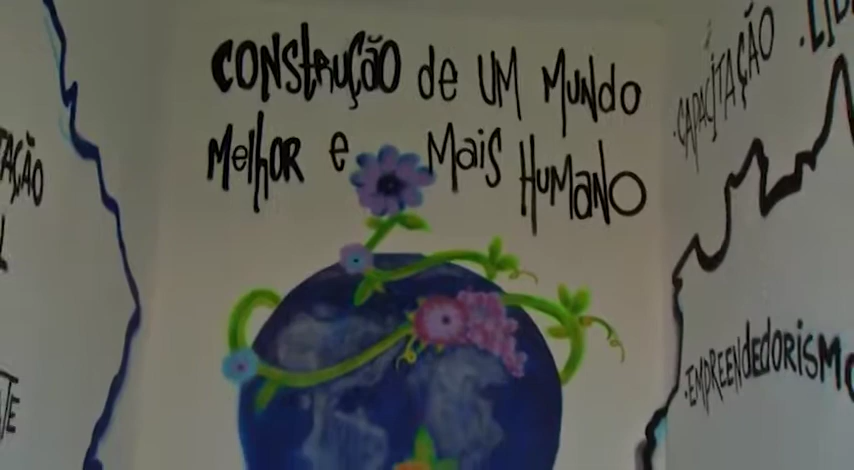 CONSTRUÇÃO de UM MUNDO
MElHOR e MAiS HUMANO
·CAPACITAÇÃO
·EMPREENDEDORISMO